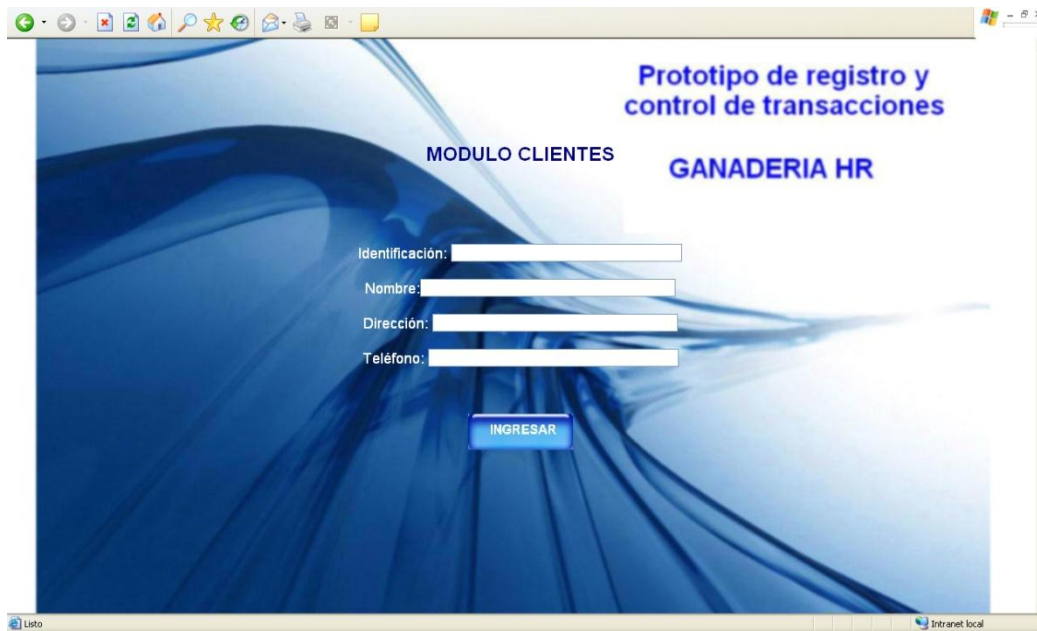 Prototipo de registro y
control de transacciones
MODULO CLIENTES
GANADERIA HR
Identificación:
Nombre:
Dirección:
Teléfono:
INGRESAR
Listo
Intranet local